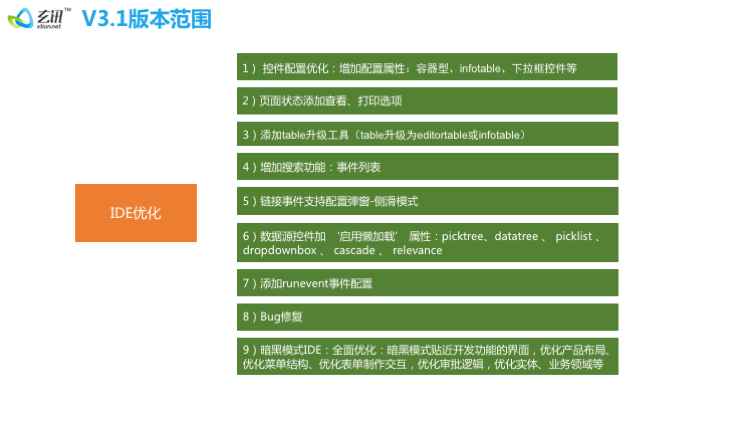 玄讯™
xtion.net
V3.1版本范围
1） 控件配置优化：增加配置属性：容器型、infotable、下拉框控件等
2）页面状态添加查看、打印选项
3）添加table升级工具（table升级为editortable或infotable）
4）增加搜索功能：事件列表
IDE优化
5）链接事件支持配置弹窗-侧滑模式
6）数据源控件加 ‘启用懒加载’ 属性：picktree、datatree 、 picklist 、
dropdownbox 、 cascade 、 relevance
7）添加runevent事件配置
8）Bug修复
9）暗黑模式IDE：全面优化：暗黑模式贴近开发功能的界面，优化产品布局、
优化菜单结构、优化表单制作交互，优化审批逻辑，优化实体、业务领域等